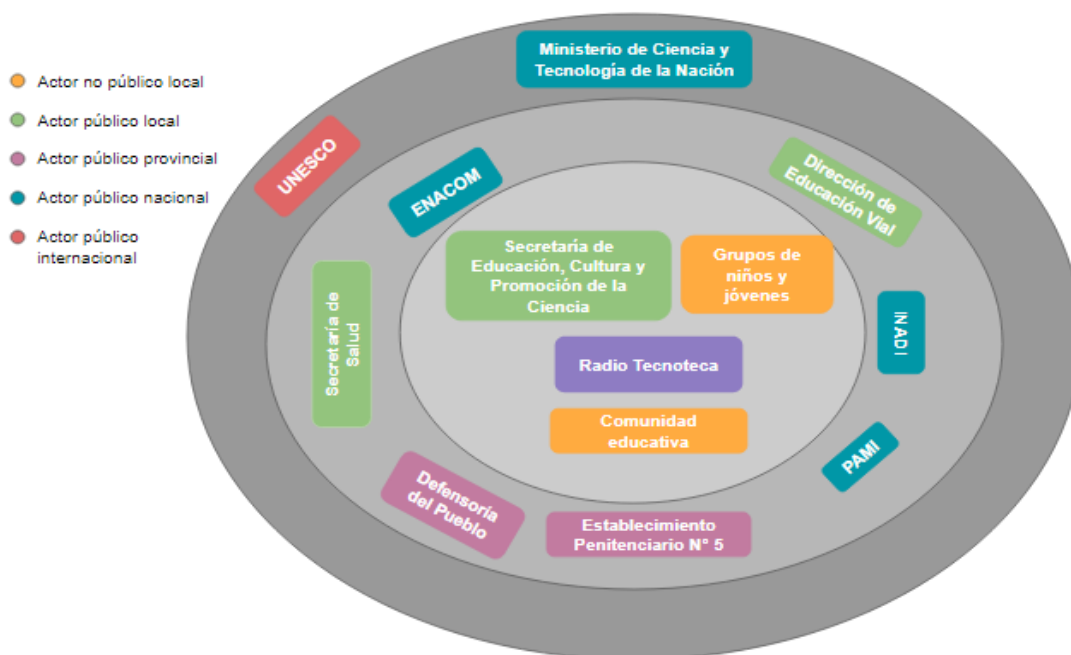 Actor no público local
Actor público local
Actor público provincial
Actor público nacional
Actor público
internacional
Ministerio de Ciencia y
Tecnología de la Nación
UNESCO
ENACOM
Dirección de
Educación Vial
Secretaría de
Educación, Cultura y
Promoción de la
Ciencia
Grupos de
niños y
jóvenes
Secretaría de
Salud
INADI
Radio Tecnoteca
Comunidad
educativa
PAMI
Defensoría
del Pueblo
Establecimiento
Penitenciario N° 5